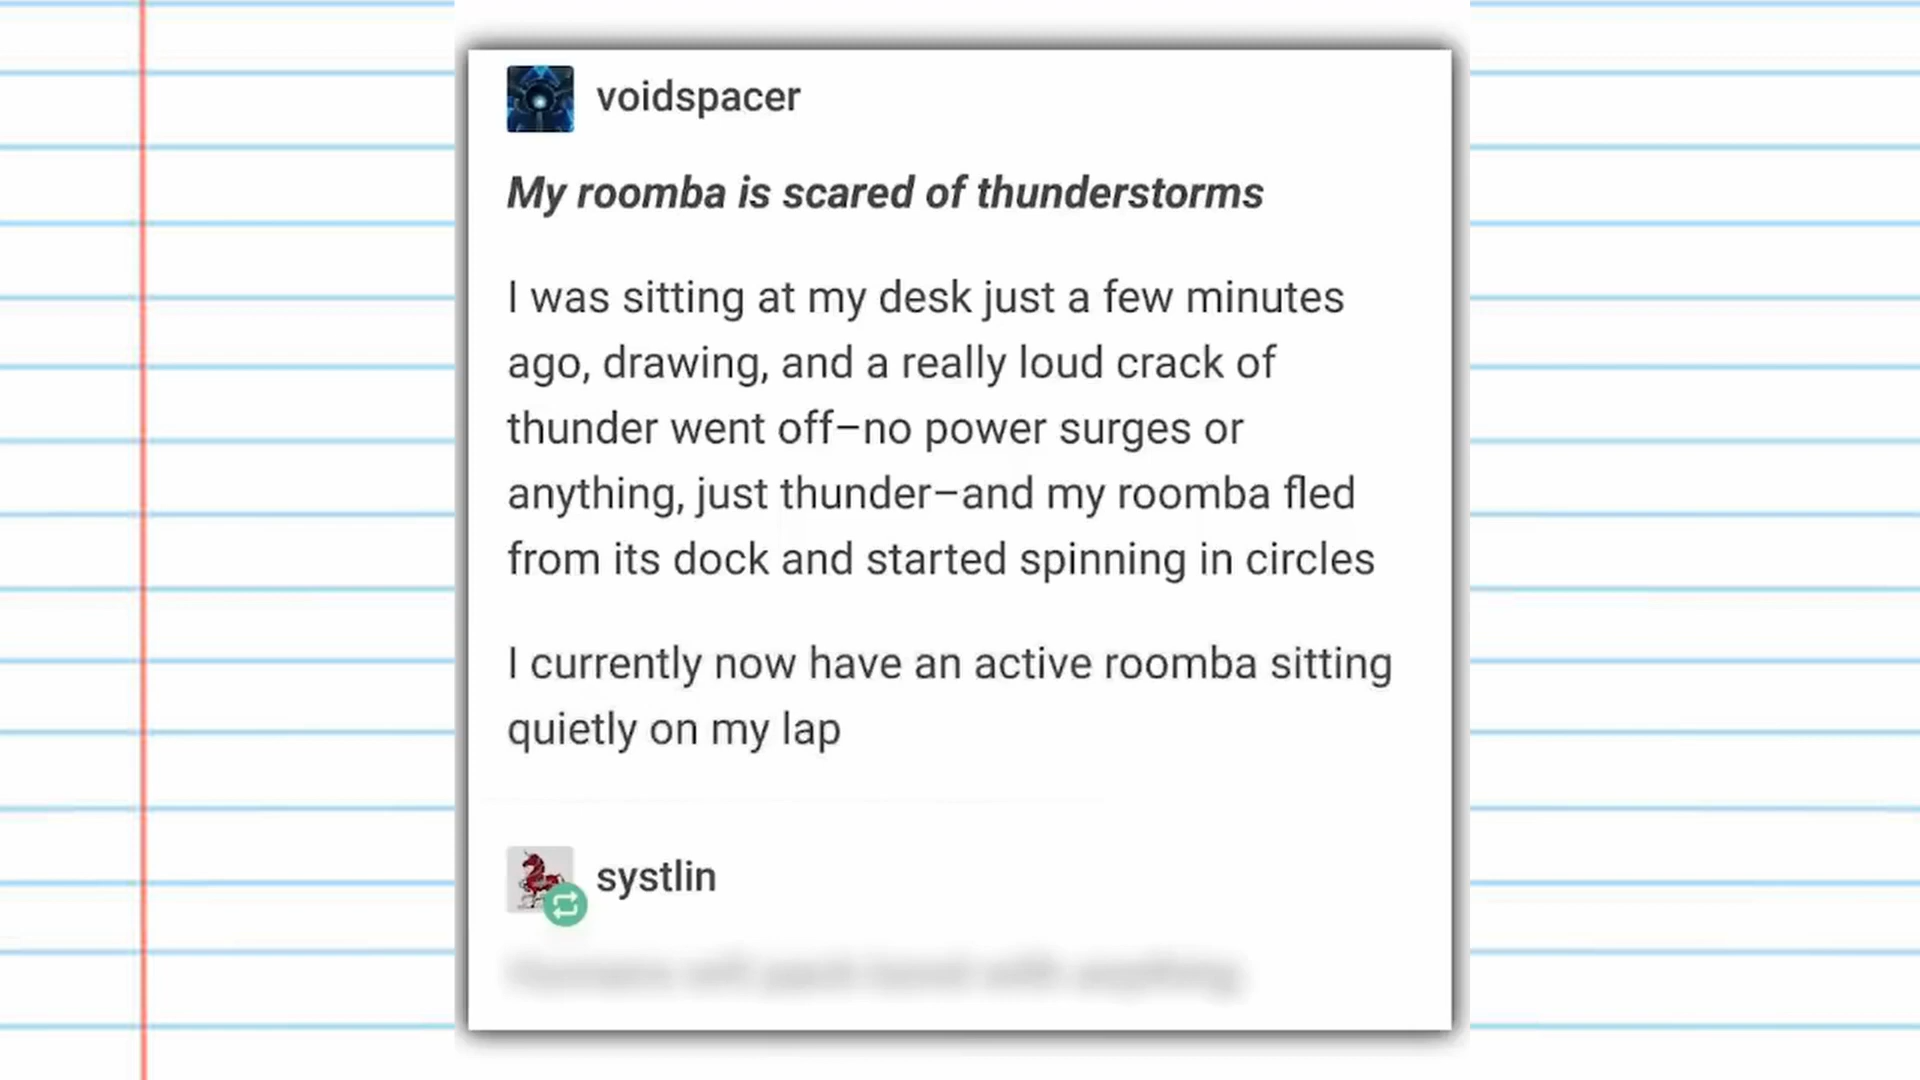 voidspacer
My roomba is scared of thunderstorms
I was sitting at my desk just a few minutes
ago, drawing, and a really loud crack of
thunder went off–no power surges or
anything, just thunder–and my roomba fled
from its dock and started spinning in circles
I currently now have an active roomba sitting
quietly on my lap
systlin